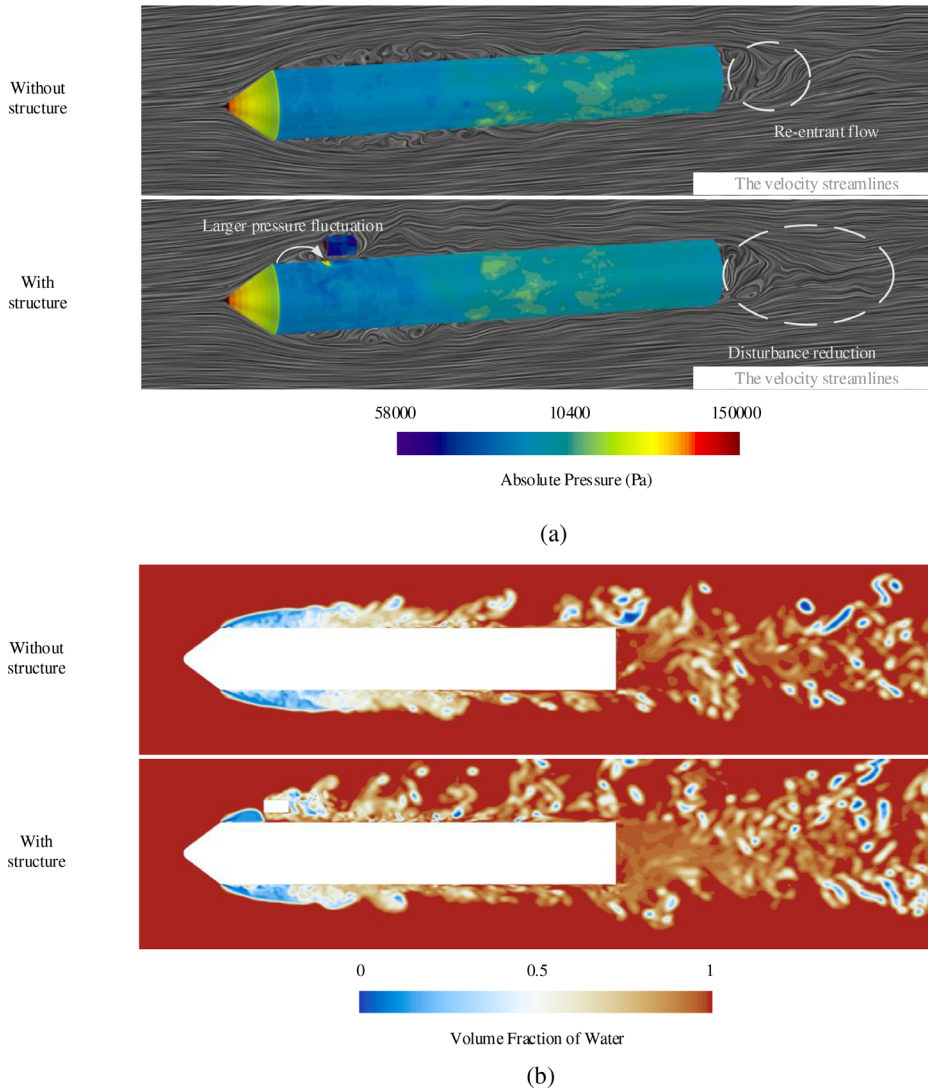 Without
structure
Re-entrant flow
The velocity streamlines
Larger pressure fluctuation
With
structure
Disturbance reduction
The velocity streamlines
58000 10400 150000
Absolute Pressure (Pa)
(a)
Without
structure
With
structure
0 0.5 1
Volume Fraction of Water
(b)